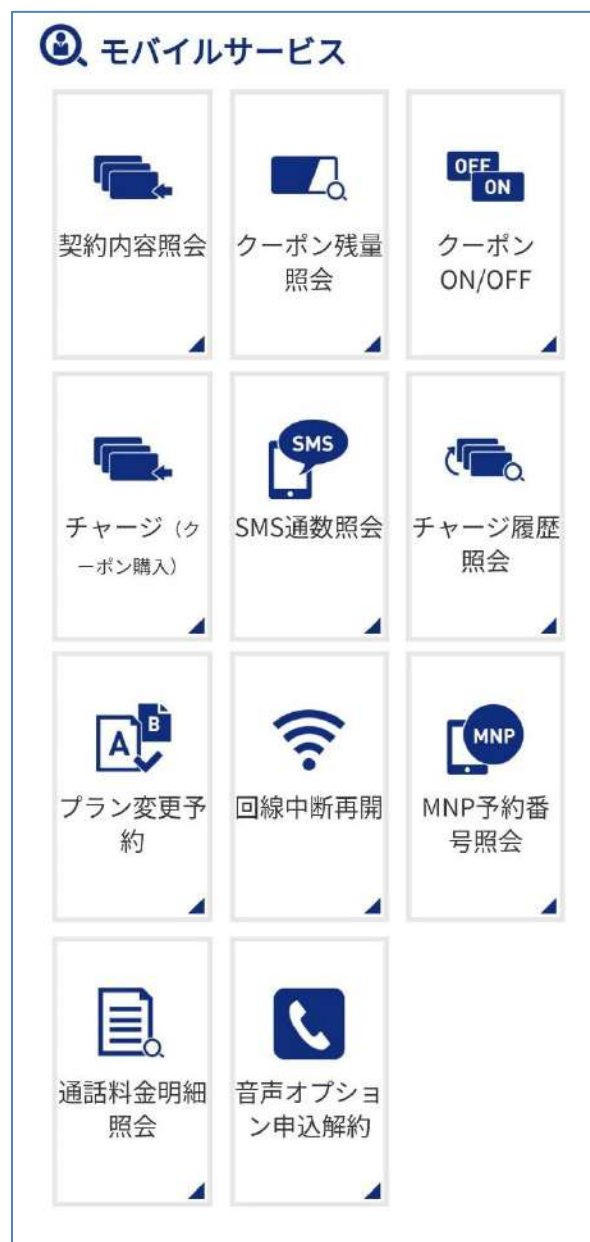 モバイルサービス
契約内容照会
クーポン残量
照会
OFF
ON
クーポン
ON/OFF
チャージ（ク
ーポン購入）
SMS
SMS通数照会
チャージ履歴
照会
A
B
プラン変更予
約
回線中断再開
MNP
MNP予約番
号照会
通話料金明細
照会
音声オプショ
ン申込解約